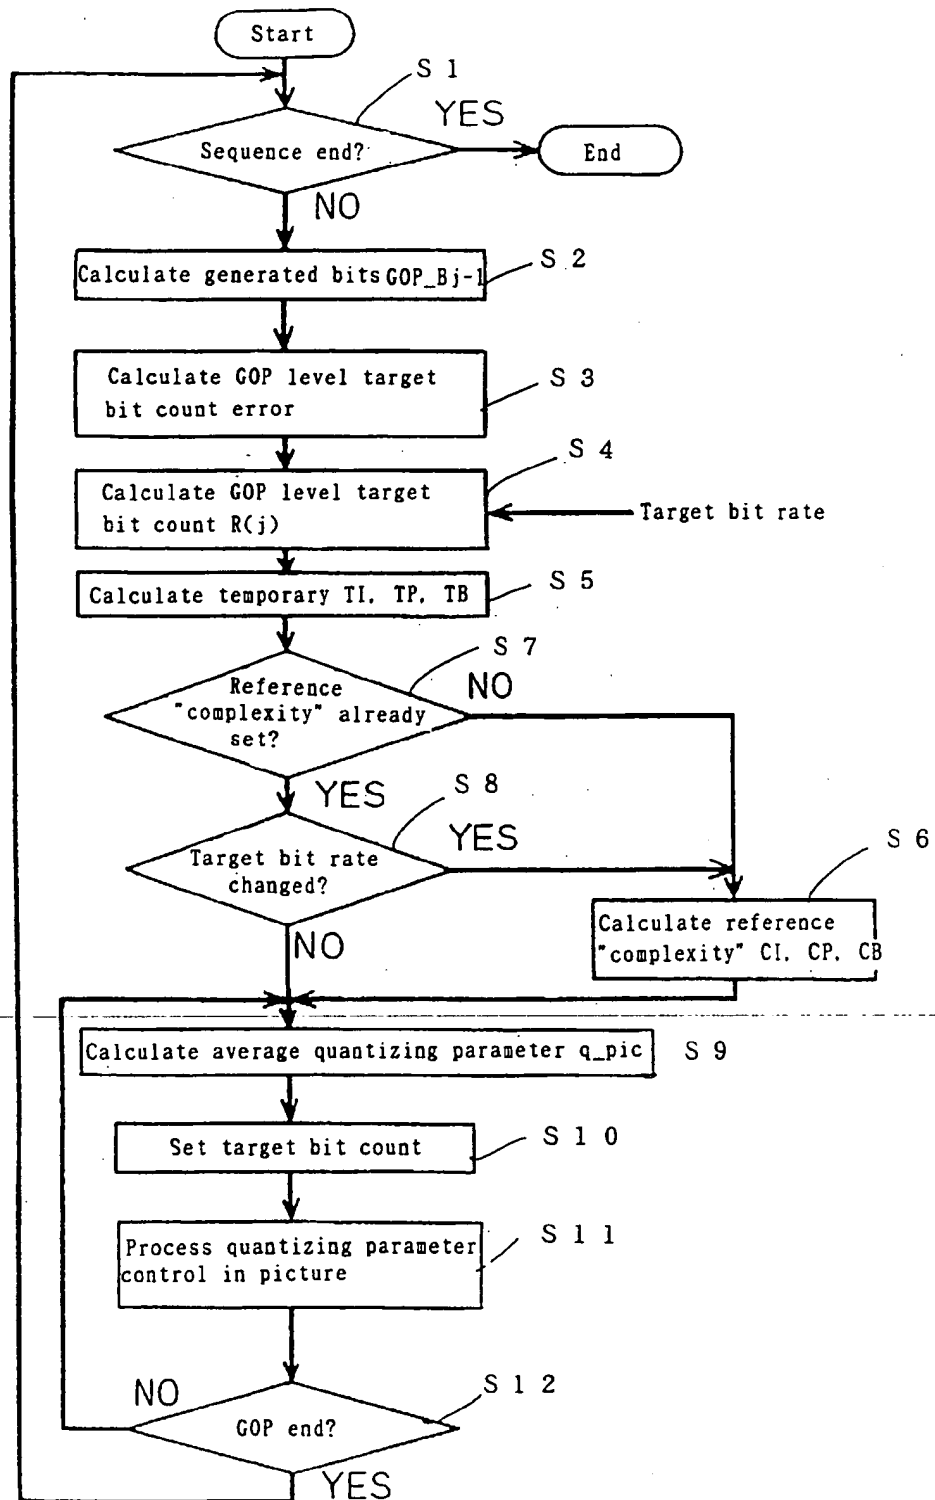 Start
S 1
YES
Sequence end?
End
NO
S 2
Calculate generated bits GOP_Bj-1
S 3
Calculate GOP level target
bit count error
S 4
Calculate GOP level target
bit count R(j)
Target bit rate
S 5
Calculate temporary TI, TP, TB
S 7
NO
Reference
"complexity" already
set?
YES
S 8
YES
Target bit rate
changed?
S 6
Calculate reference
"complexity" CI, CP, CB
NO
Calculate average quantizing parameter q_pic
S 9
S 1 0
Set target bit count
S 1 1
Process quantizing parameter
control in picture
S 1 2
NO
GOP end?
YES